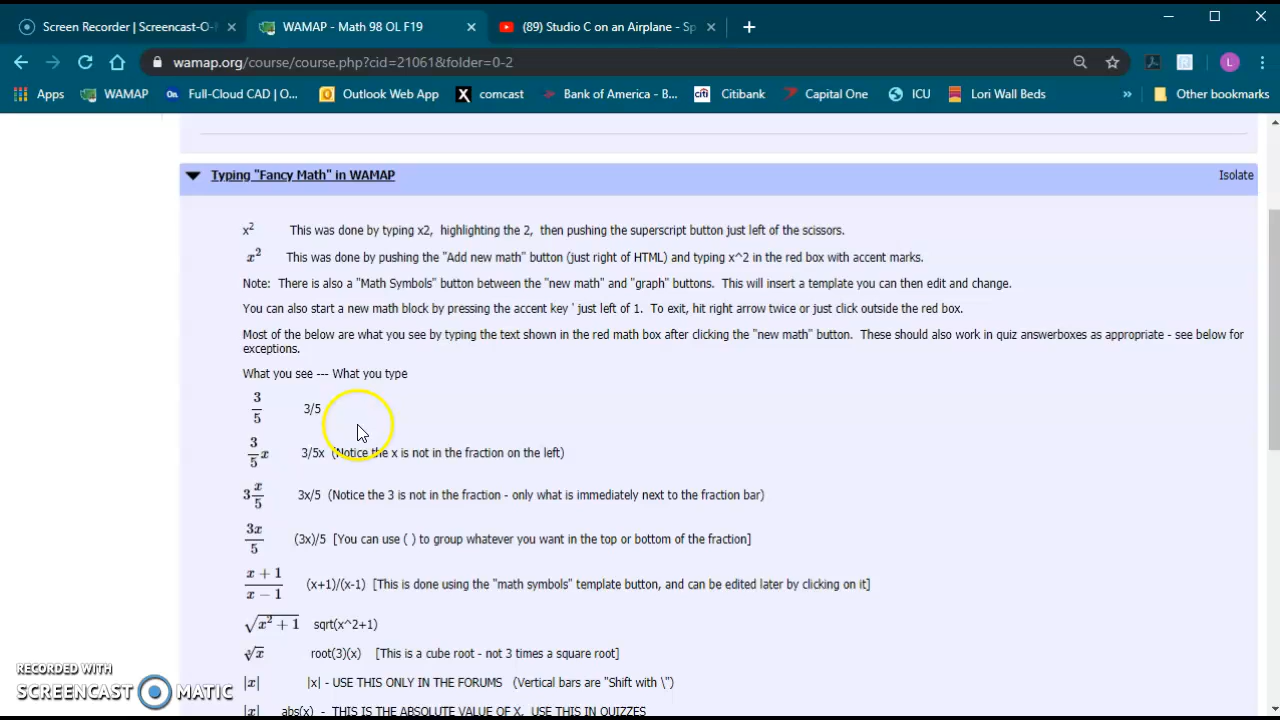 Screen Recorder | Screencast-O-
WAMAP - Math 98 OL F19
(89) Studio C on an Airplane - Sp
wamap.org/course/course.php?cid=21061&folder=0-2
L
Apps
WAMAP
On
Full-Cloud CAD | O...
Outlook Web App
X
comcast
Bank of America - B...
citi
Citibank
Capital One
ICU
Lori Wall Beds
»
Other bookmarks
Typing "Fancy Math" in WAMAP
Isolate
x² This was done by typing x2, highlighting the 2, then pushing the superscript button just left of the scissors.
x² This was done by pushing the "Add new math" button (just right of HTML) and typing x^2 in the red box with accent marks.
Note: There is also a "Math Symbols" button between the "new math" and "graph" buttons. This will insert a template you can then edit and change.
You can also start a new math block by pressing the accent key ' just left of 1. To exit, hit right arrow twice or just click outside the red box.
Most of the below are what you see by typing the text shown in the red math box after clicking the "new math" button. These should also work in quiz answerboxes as appropriate - see below for
exceptions.
What you see --- What you type
3/5 3/5
3/5 x 3/5x (Notice the x is not in the fraction on the left)
3 x/5 3x/5 (Notice the 3 is not in the fraction - only what is immediately next to the fraction bar)
3x/5 (3x)/5 [You can use ( ) to group whatever you want in the top or bottom of the fraction]
x + 1/x − 1 (x+1)/(x-1) [This is done using the "math symbols" template button, and can be edited later by clicking on it]
√x² + 1 sqrt(x^2+1)
∛x root(3)(x) [This is a cube root - not 3 times a square root]
|x| |x| - USE THIS ONLY IN THE FORUMS (Vertical bars are "Shift with \")
|x| abs(x) - THIS IS THE ABSOLUTE VALUE OF X, USE THIS IN QUIZZES
RECORDED WITH
SCREENCAST MATIC